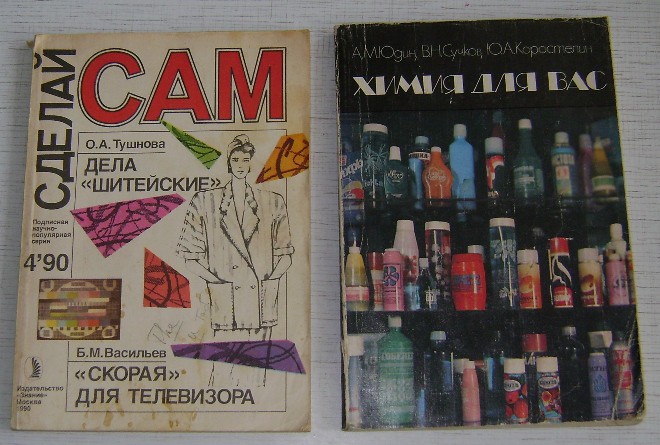 СДЕЛАЙ
САМ
О.А.Тушнова
ДЕЛА
«ШИТЕЙСКИЕ»
Подписная
научно-
популярная
серия
4'90
Б.М.Васильев
«СКОРАЯ»
ДЛЯ ТЕЛЕВИЗОРА
Издательство
«Знание»
Москва
1990
А.М.Юдин, В.Н.Сучков, Ю.А.Коростелин
ХИМИЯ ДЛЯ ВАС